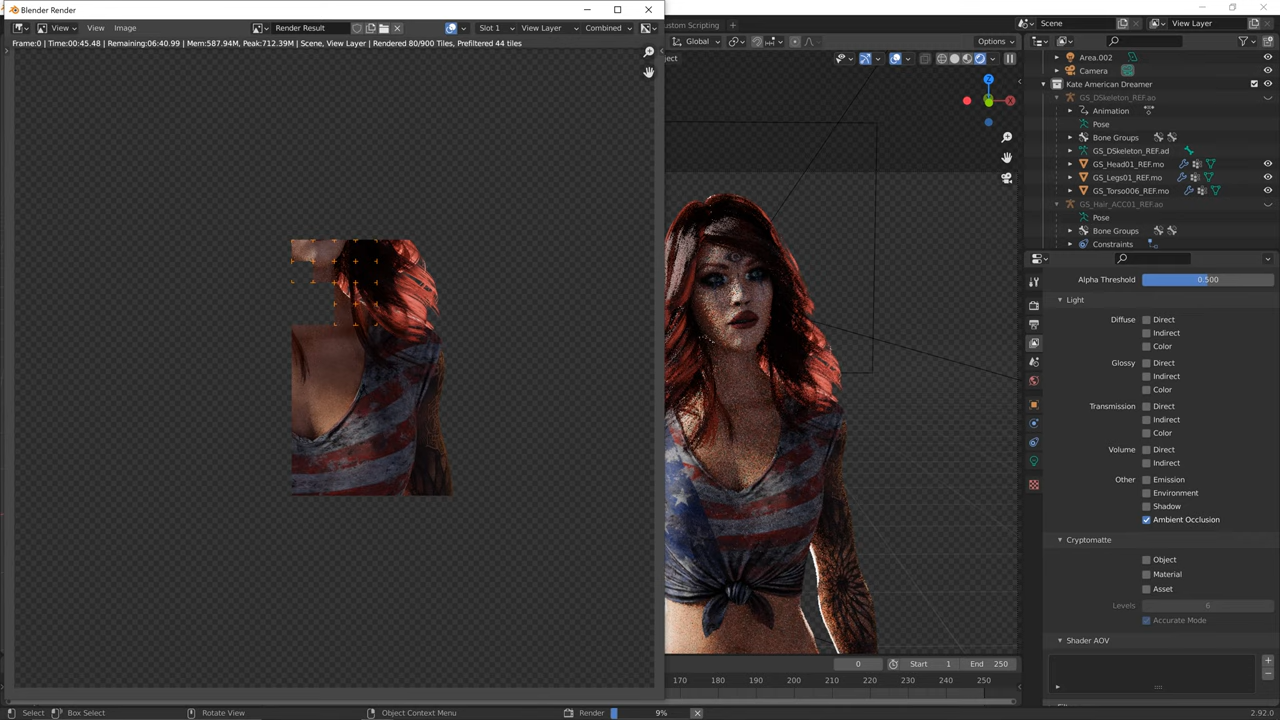 Blender Render
View View Image Render Result Slot 1 View Layer Combined
Frame:0 | Time:00:45.48 | Remaining:06:40.99 | Mem:587.94M, Peak:712.39M | Scene, View Layer | Rendered 80/900 Tiles, Prefiltered 44 tiles
ustom Scripting + Scene View Layer
Global Options
ject
Z
X
Area.002
Camera
Kate American Dreamer
GS_DSkeleton_REF.ao
Animation
Pose
Bone Groups
GS_DSkeleton_REF.ad
GS_Head01_REF.mo
GS_Legs01_REF.mo
GS_Torso006_REF.mo
GS_Hair_ACC01_REF.ao
Pose
Bone Groups
Constraints
Alpha Threshold 0.500
Light
Diffuse Direct
Indirect
Color
Glossy Direct
Indirect
Color
Transmission Direct
Indirect
Color
Volume Direct
Indirect
Other Emission
Environment
Shadow
Ambient Occlusion
Cryptomatte
Object
Material
Asset
Levels 6
Accurate Mode
Shader AOV
0 Start 1 End 250
170 180 190 200 210 220 230 240 250
Select Box Select Rotate View Object Context Menu Render 9% 2.92.0